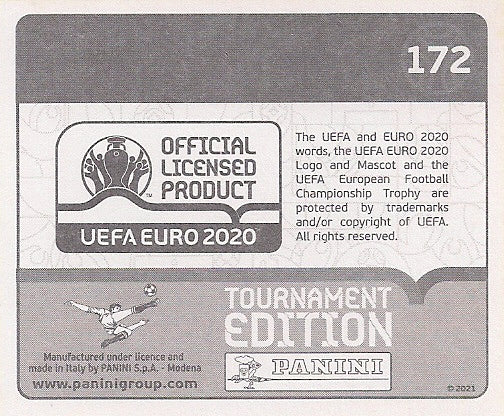 172
OFFICIAL
LICENSED
PRODUCT
TM
UEFA EURO 2020
The UEFA and EURO 2020
words, the UEFA EURO 2020
Logo and Mascot and the
UEFA European Football
Championship Trophy are
protected by trademarks
and/or copyright of UEFA.
All rights reserved.
TOURNAMENT
EDITION
PANINI
Manufactured under licence and
made in Italy by PANINI S.p.A. - Modena
www.paninigroup.com
© 2021